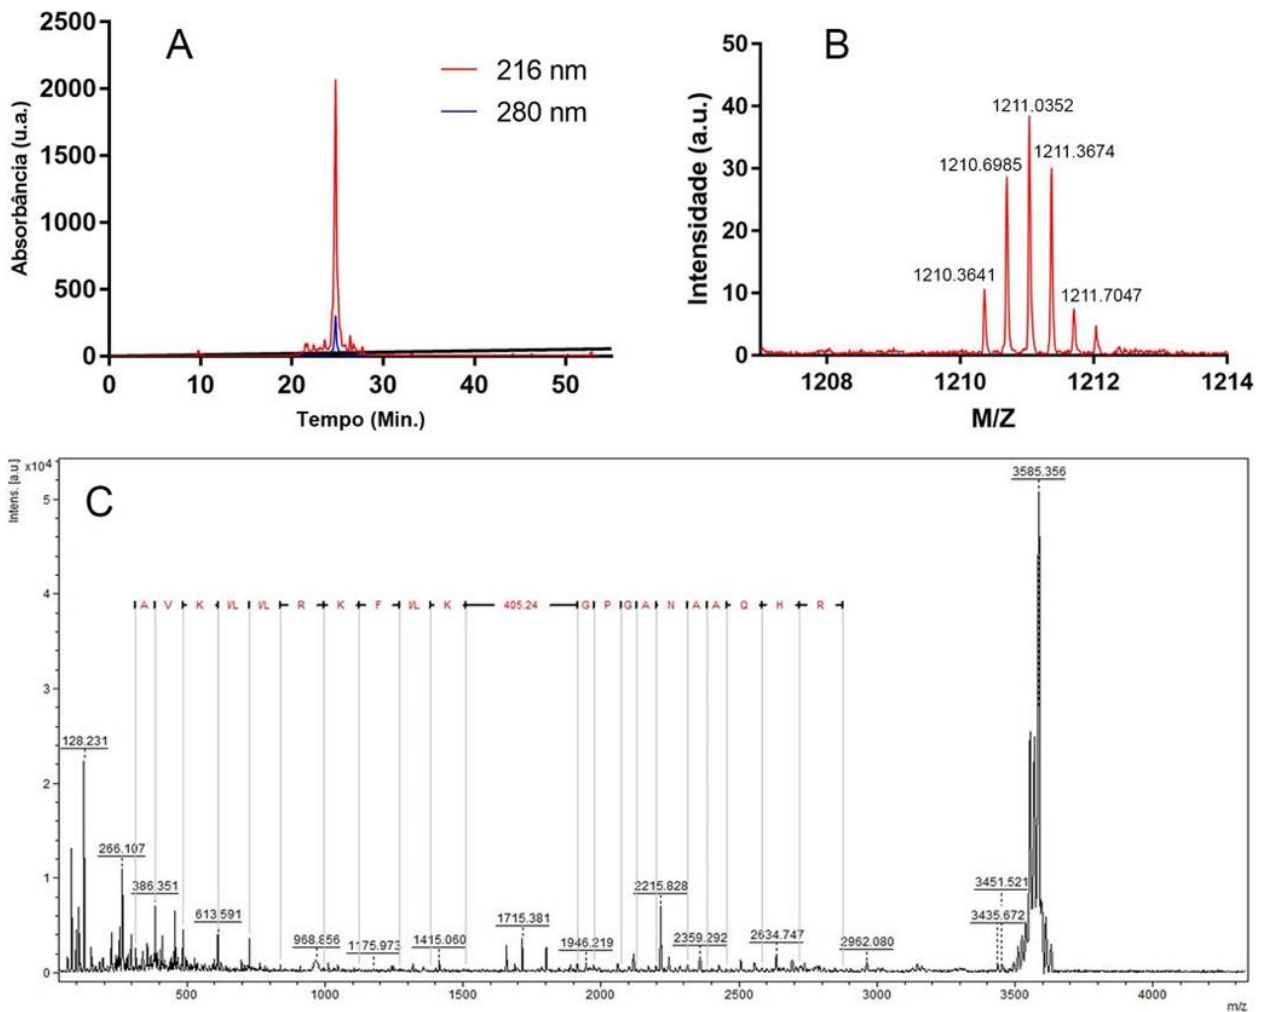 A
216 nm
280 nm
Absorbância (u.a.)
2500
2000
1500
1000
500
0
0 10 20 30 40 50
Tempo (Min.)
B
Intensidade (a.u.)
50
40
30
20
10
0
1211.0352
1210.6985
1211.3674
1210.3641
1211.7047
1208 1210 1212 1214
M/Z
C
Intens. [a.u.]
x10⁴
3585.356
5
4
A V K I/L I/L R K F I/L K 405.24 G P G A N A A Q H R
3
128.231
2
266.107
1
386.351
613.591
968.856
1175.973
1415.060
1715.381
1946.219
2215.828
2359.292
2634.747
2962.080
3451.521
3435.672
0
500 1000 1500 2000 2500 3000 3500 4000
m/z